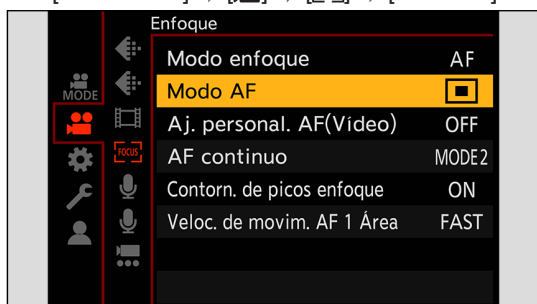 Enfoque
Modo enfoque AF
MODE
Modo AF
Aj. personal. AF(Vídeo) OFF
FOCUS
AF continuo MODE2
Contorn. de picos enfoque ON
Veloc. de movim. AF 1 Área FAST